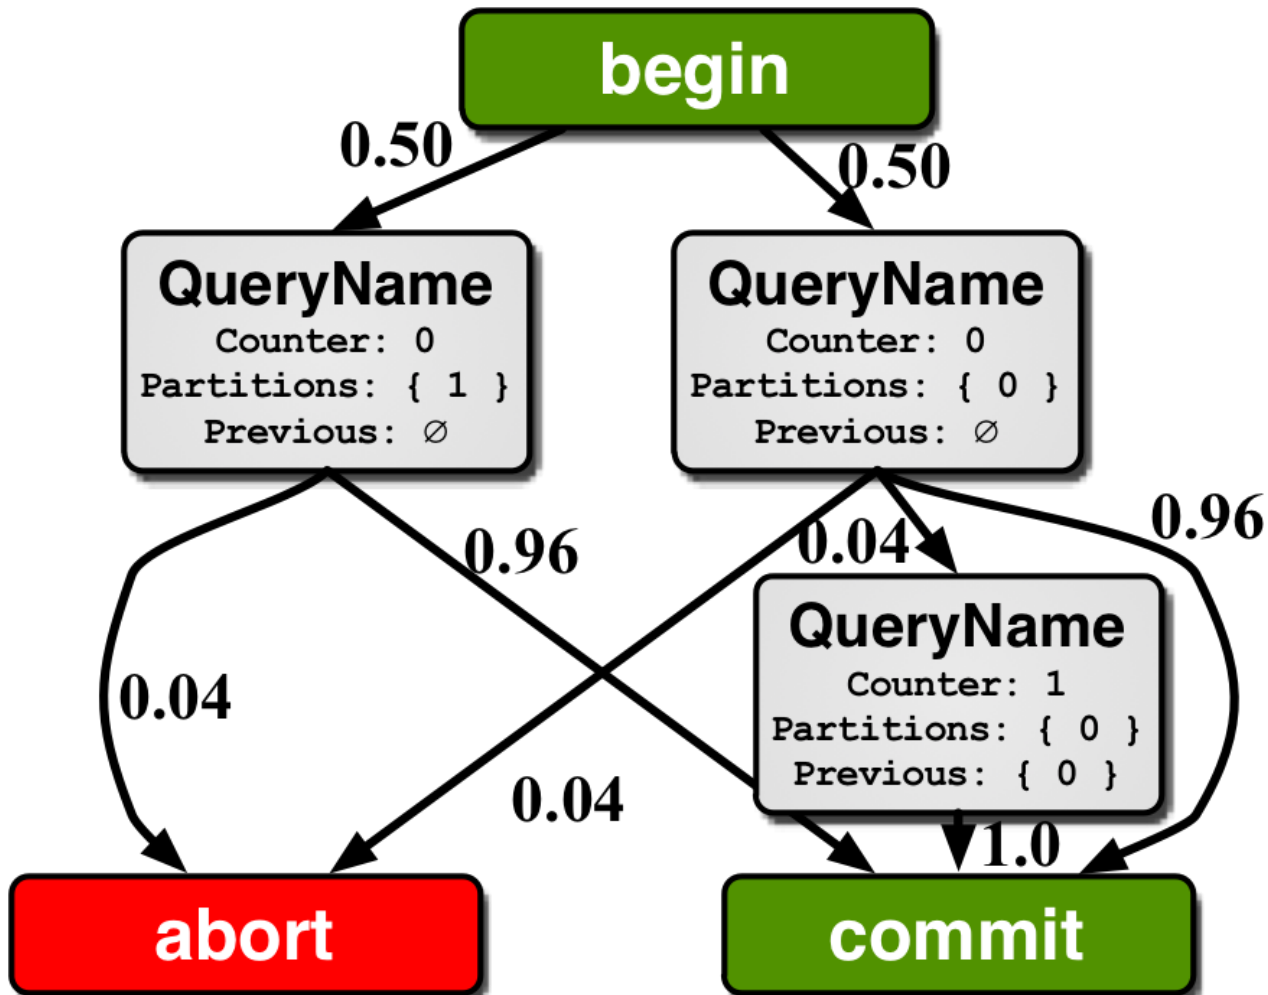 begin
0.50
0.50
QueryName
Counter: 0
Partitions: { 1 }
Previous: ∅
QueryName
Counter: 0
Partitions: { 0 }
Previous: ∅
0.96
0.04
0.96
QueryName
Counter: 1
Partitions: { 0 }
Previous: { 0 }
0.04
0.04
1.0
abort
commit